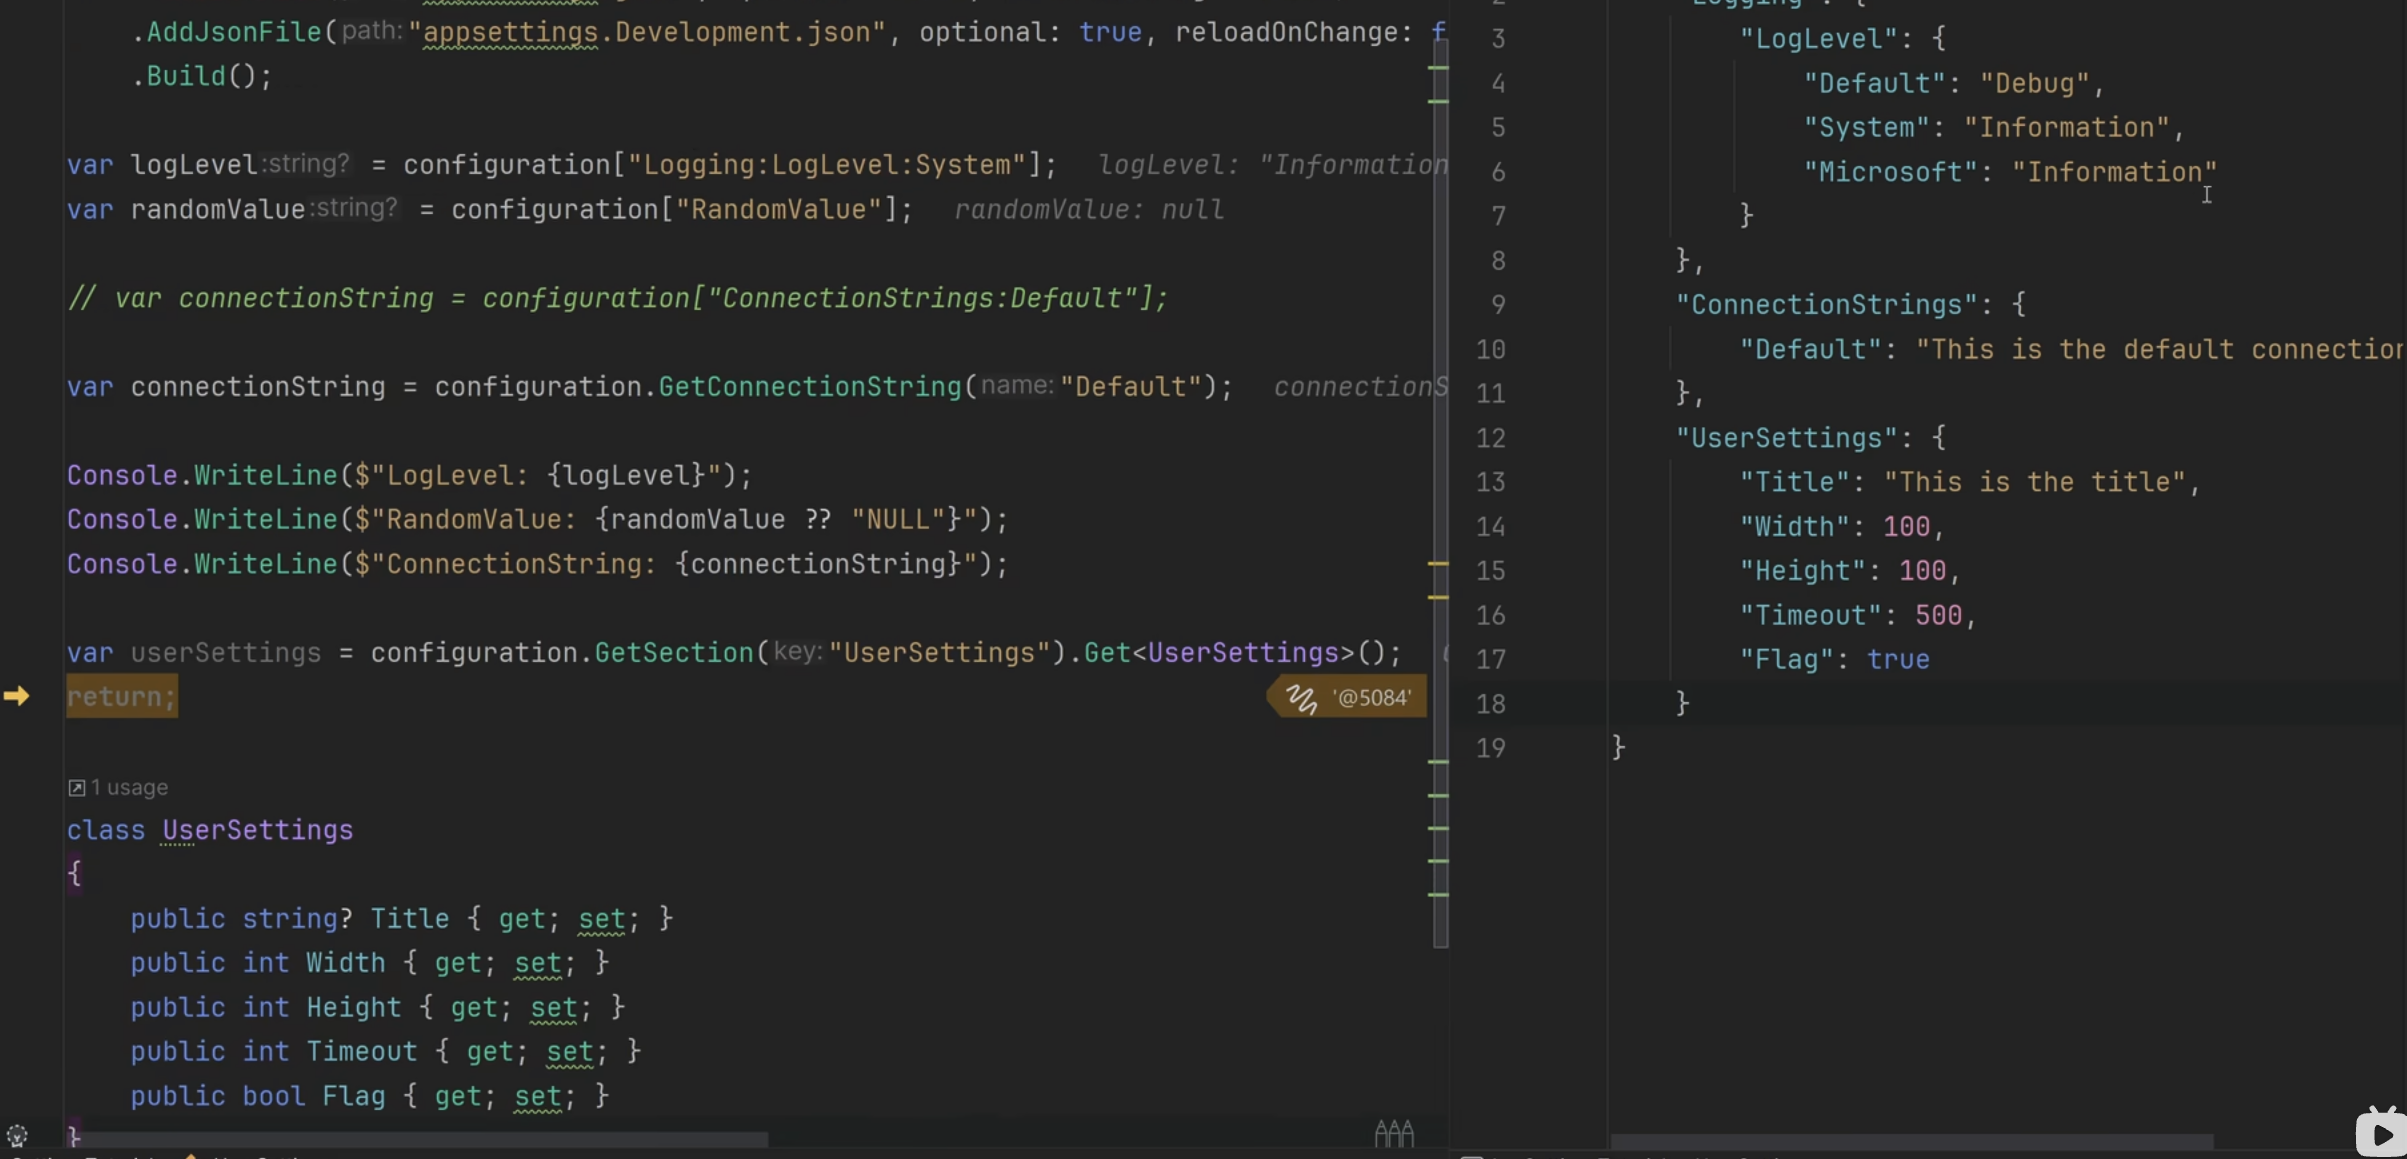 .AddJsonFile(path: "appsettings.Development.json", optional: true, reloadOnChange: f
.Build();
var logLevel :string? = configuration["Logging:LogLevel:System"]; logLevel: "Information
var randomValue :string? = configuration["RandomValue"]; randomValue: null
// var connectionString = configuration["ConnectionStrings:Default"];
var connectionString = configuration.GetConnectionString(name: "Default"); connectionS
Console.WriteLine($"LogLevel: {logLevel}");
Console.WriteLine($"RandomValue: {randomValue ?? "NULL"}");
Console.WriteLine($"ConnectionString: {connectionString}");
var userSettings = configuration.GetSection(key: "UserSettings").Get<UserSettings>();
return; '@5084'
1 usage
class UserSettings
{
public string? Title { get; set; }
public int Width { get; set; }
public int Height { get; set; }
public int Timeout { get; set; }
public bool Flag { get; set; }
}
3 "LogLevel": {
4 "Default": "Debug",
5 "System": "Information",
6 "Microsoft": "Information"
7 }
8 },
9 "ConnectionStrings": {
10 "Default": "This is the default connection
11 },
12 "UserSettings": {
13 "Title": "This is the title",
14 "Width": 100,
15 "Height": 100,
16 "Timeout": 500,
17 "Flag": true
18 }
19 }